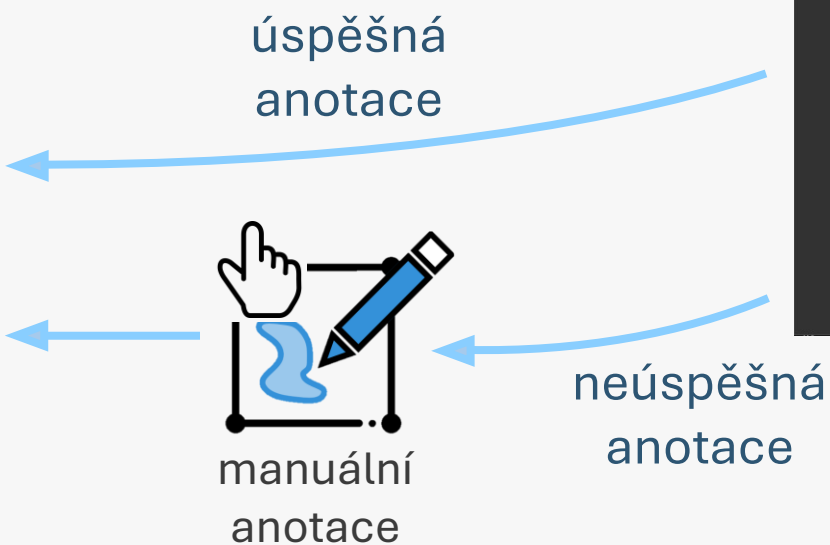 úspěšná
anotace
neúspěšná
anotace
manuální
anotace